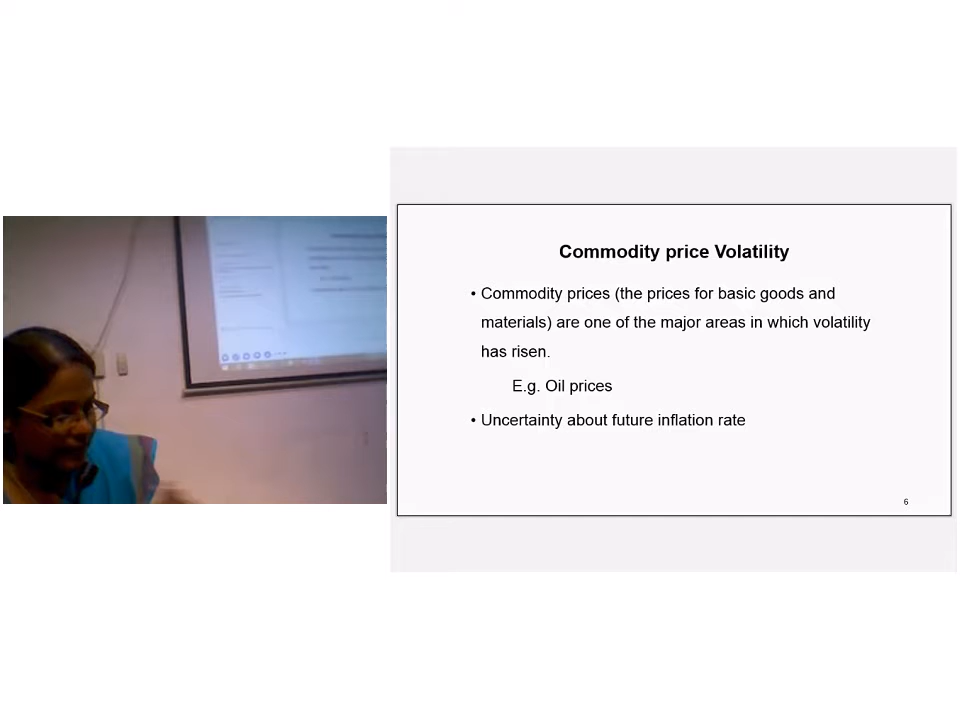 Commodity price Volatility
• Commodity prices (the prices for basic goods and
materials) are one of the major areas in which volatility
has risen.
E.g. Oil prices
• Uncertainty about future inflation rate
6